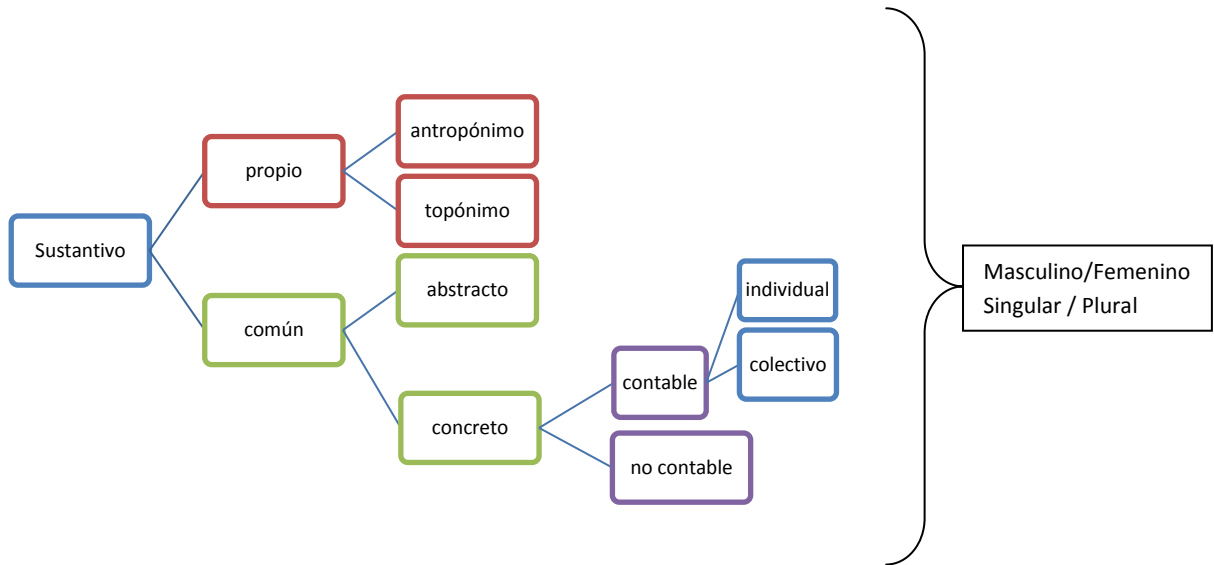 Sustantivo
propio
antropónimo
topónimo
común
abstracto
concreto
contable
individual
colectivo
no contable
Masculino/Femenino
Singular / Plural